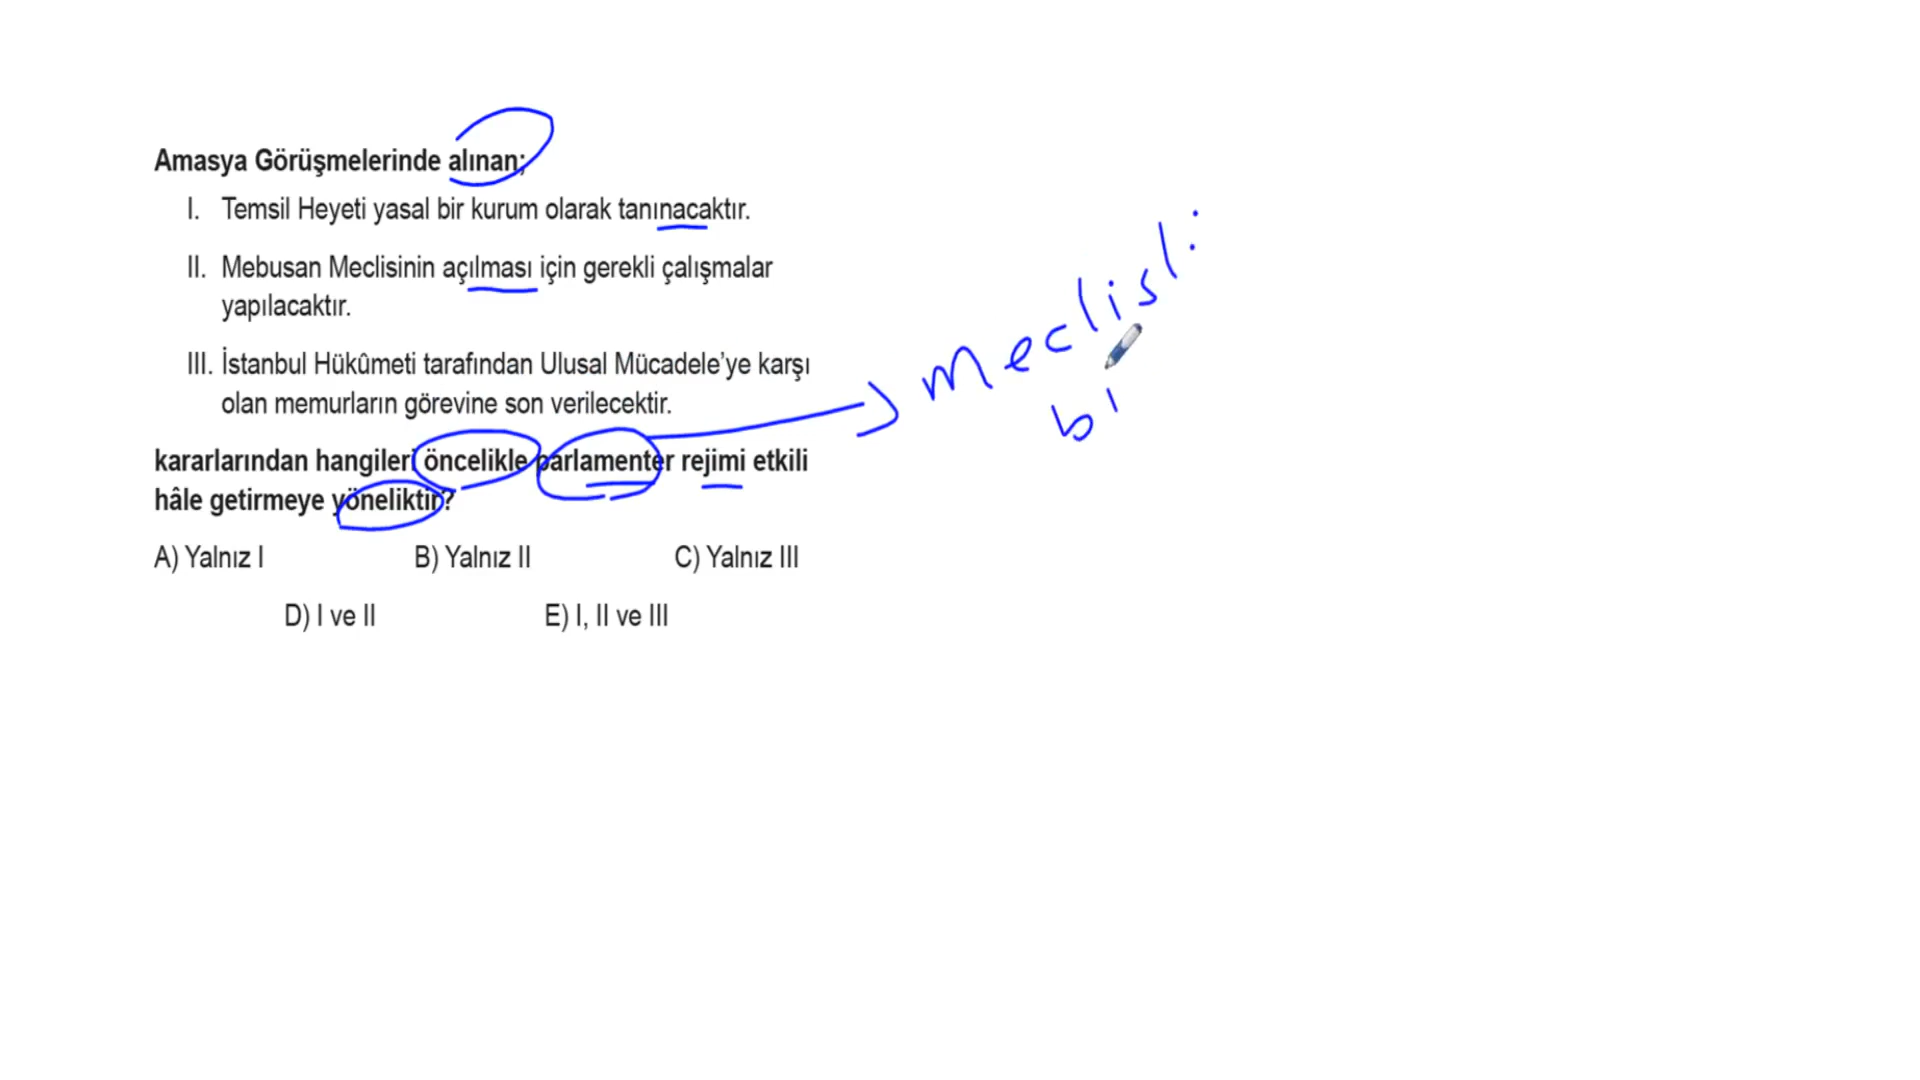 Amasya Görüşmelerinde alınan;
I. Temsil Heyeti yasal bir kurum olarak tanınacaktır.
II. Mebusan Meclisinin açılması için gerekli çalışmalar
yapılacaktır.
III. İstanbul Hükûmeti tarafından Ulusal Mücadele’ye karşı
olan memurların görevine son verilecektir.
kararlarından hangileri öncelikle parlamenter rejimi etkili
hâle getirmeye yöneliktir?
A) Yalnız I B) Yalnız II C) Yalnız III
D) I ve II E) I, II ve III
Meclisli
bı